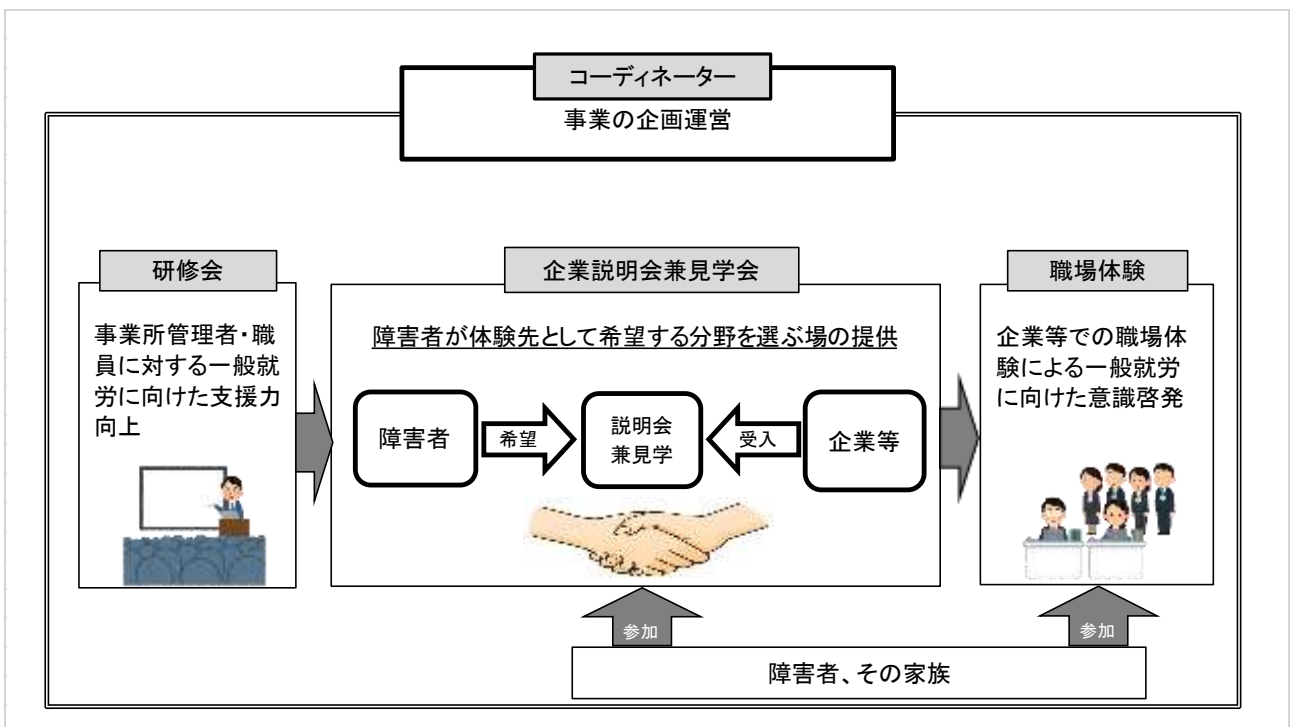 コーディネーター
事業の企画運営
研修会
事業所管理者・職
員に対する一般就
労に向けた支援力
向上
企業説明会兼見学会
障害者が体験先として希望する分野を選ぶ場の提供
障害者
希望
説明会
兼見学
受入
企業等
職場体験
企業等での職場体
験による一般就労
に向けた意識啓発
参加
参加
障害者、その家族